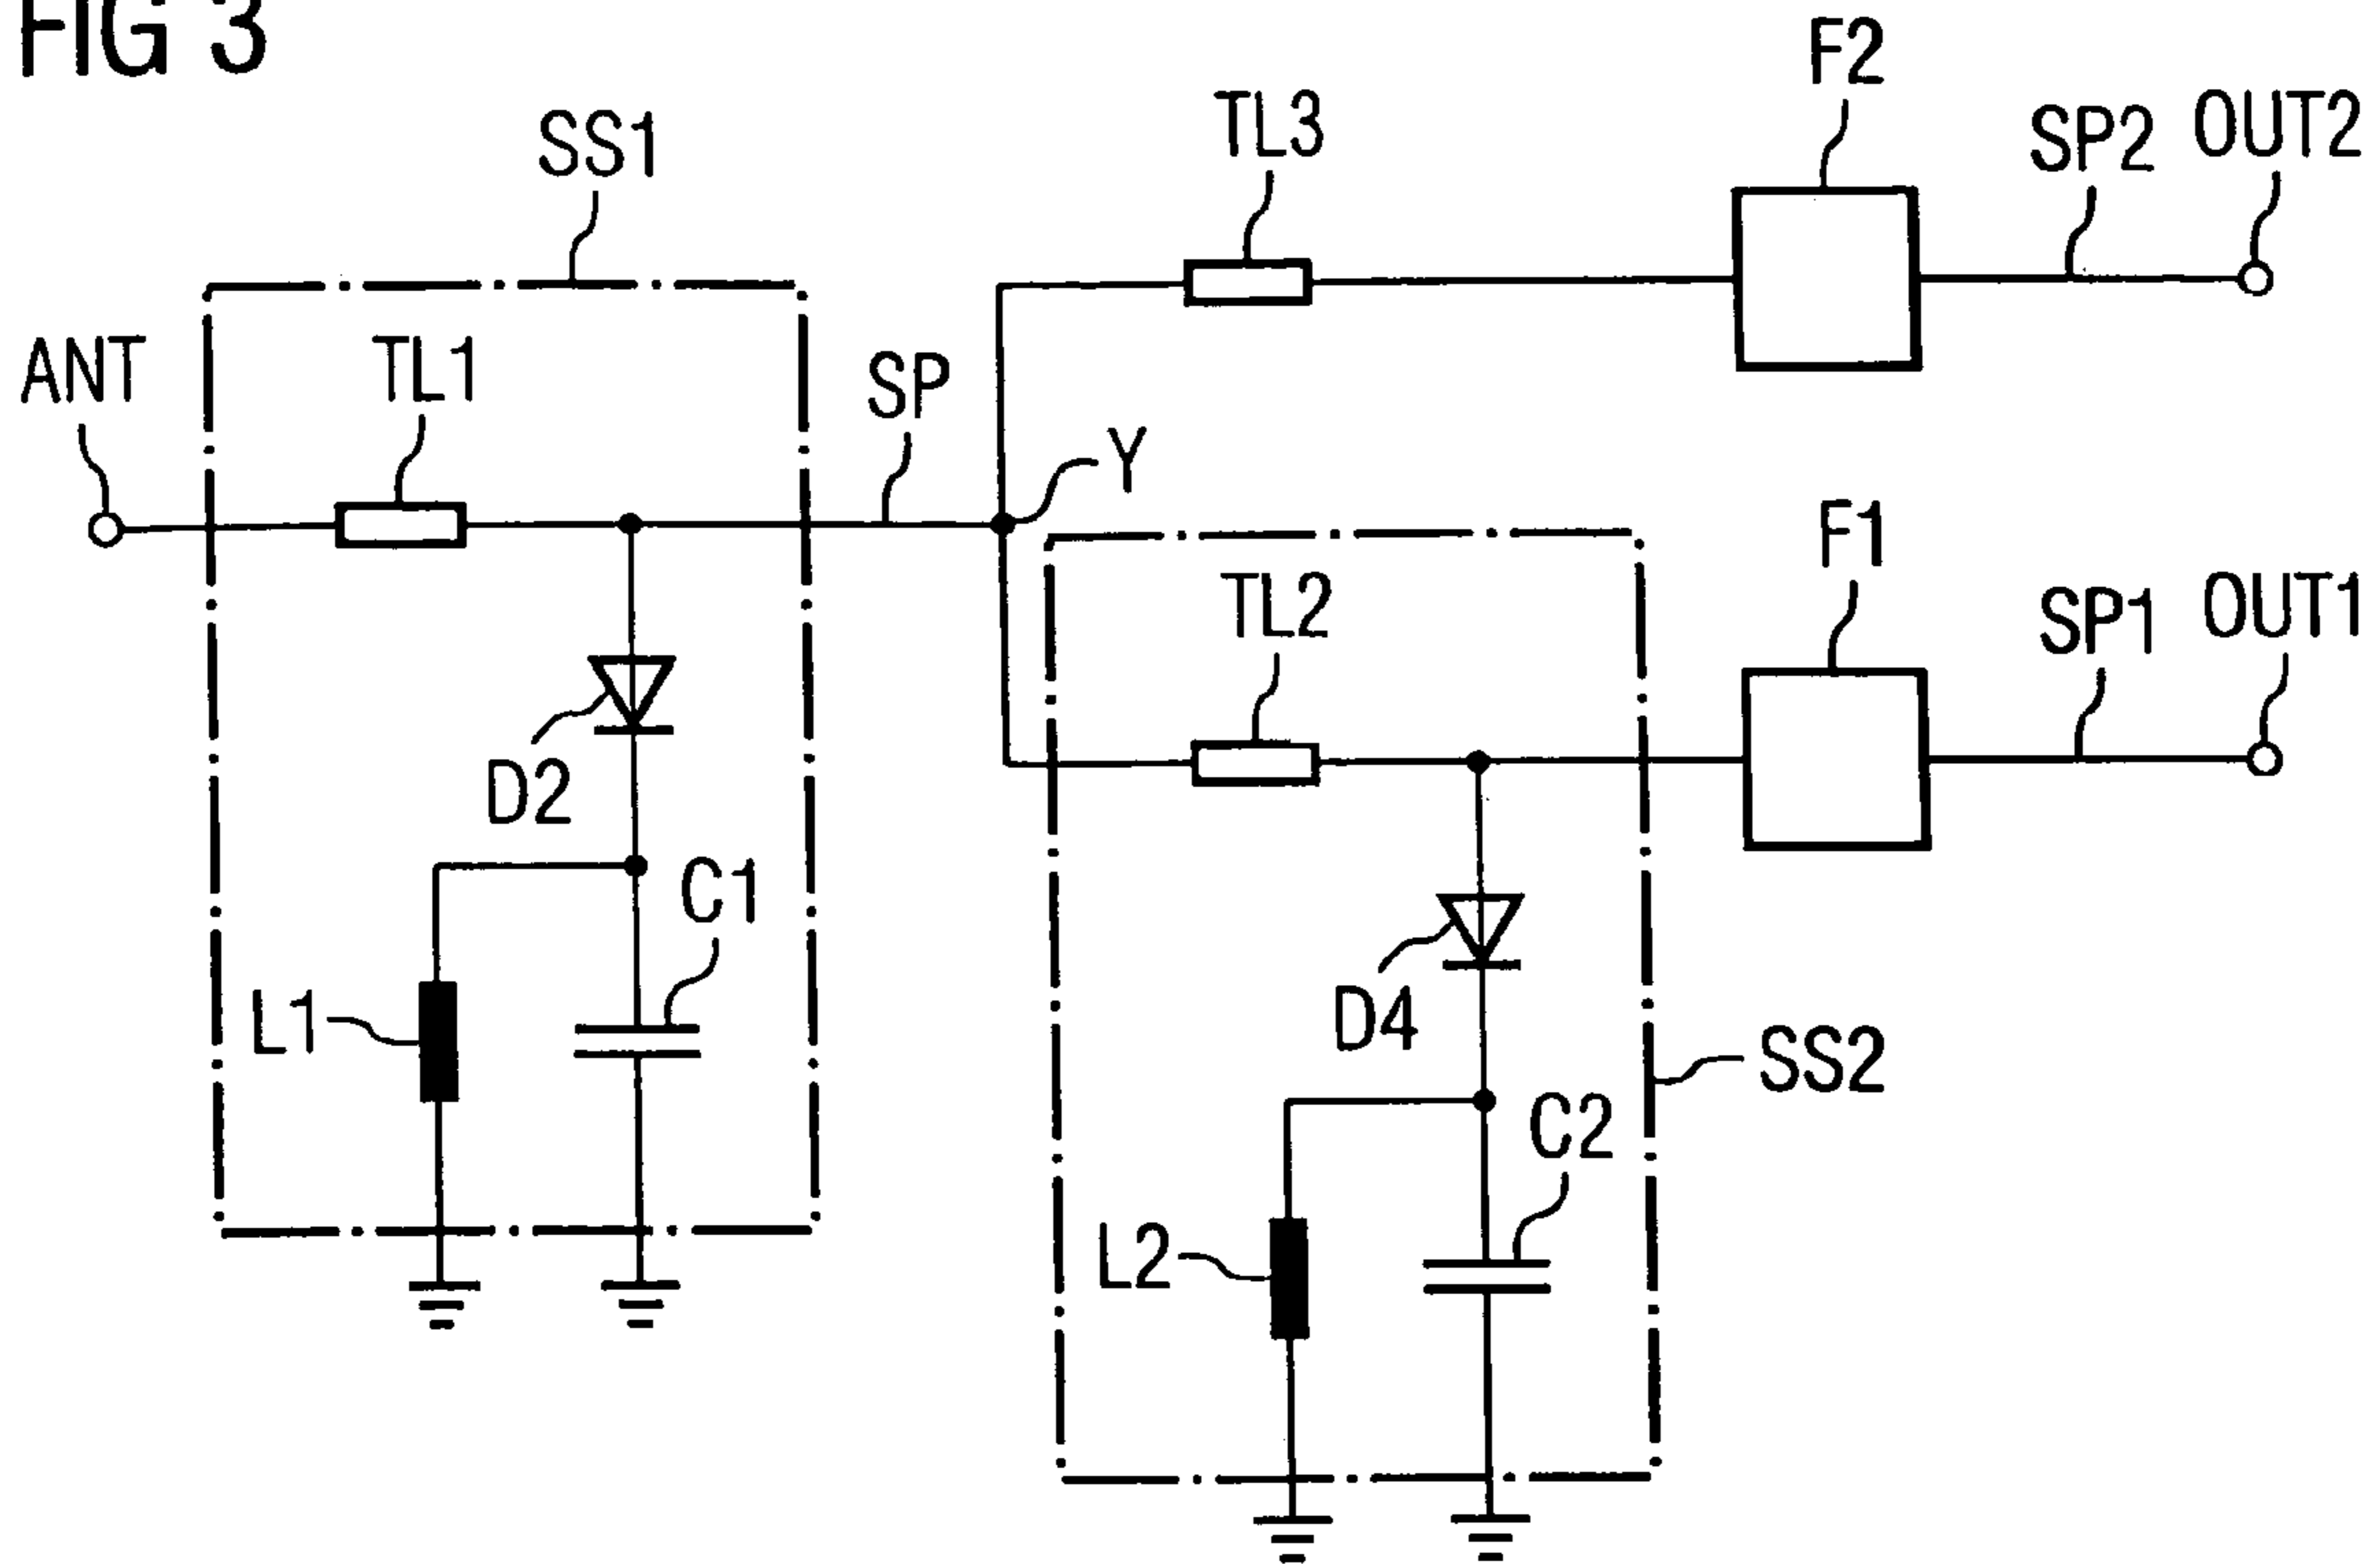 FIG 3
F2
TL3
SP2
OUT2
SS1
ANT
TL1
SP
Y
F1
TL2
SP1
OUT1
D2
C1
L1
D4
SS2
C2
L2